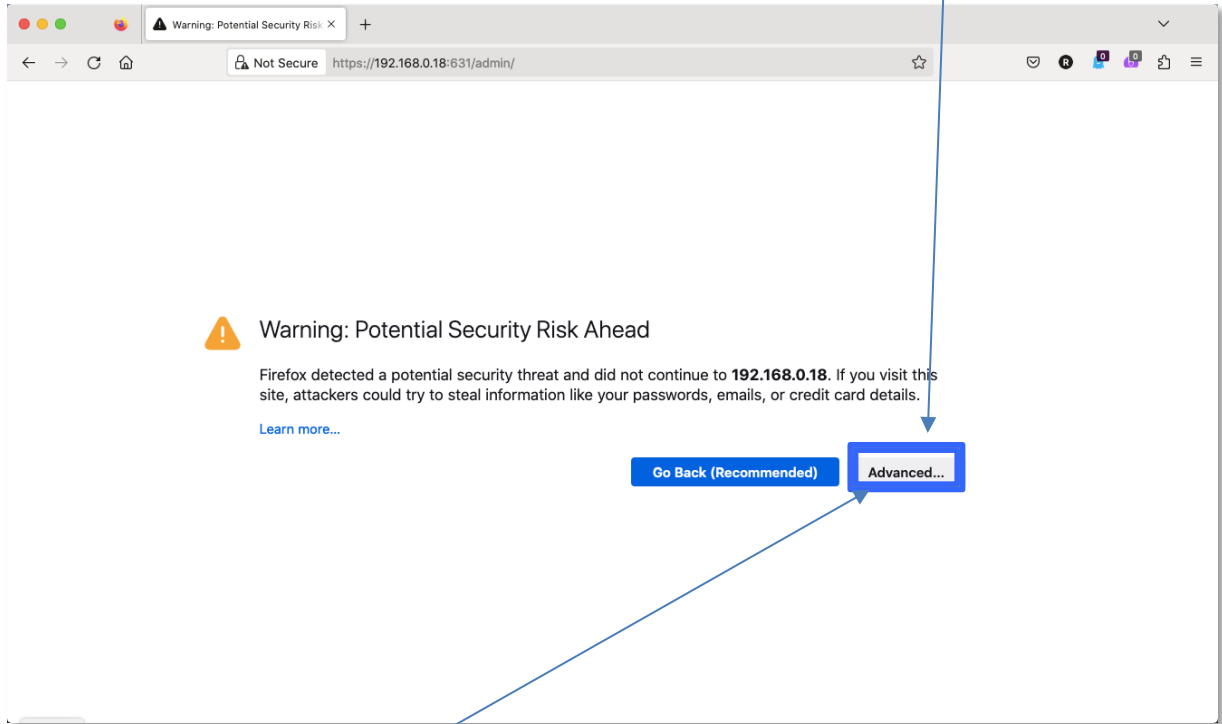 Warning: Potential Security Risk
Not Secure https://192.168.0.18:631/admin/
R 0 0
Warning: Potential Security Risk Ahead
Firefox detected a potential security threat and did not continue to 192.168.0.18. If you visit this
site, attackers could try to steal information like your passwords, emails, or credit card details.
Learn more...
Go Back (Recommended) Advanced...